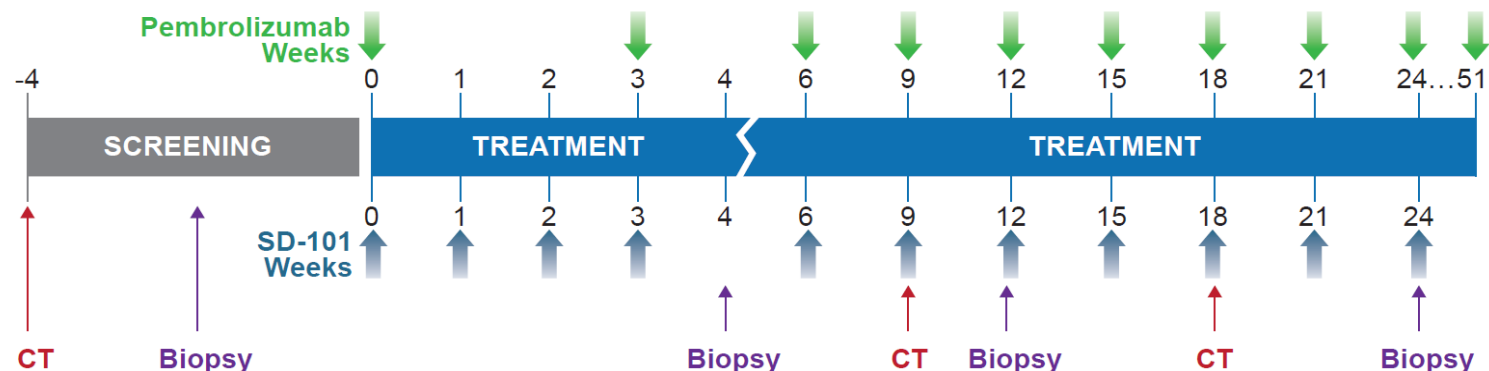 Pembrolizumab
Weeks
-4 0 1 2 3 4 6 9 12 15 18 21 24…51
SCREENING TREATMENT TREATMENT
0 1 2 3 4 6 9 12 15 18 21 24
SD-101
Weeks
CT Biopsy Biopsy CT Biopsy CT Biopsy